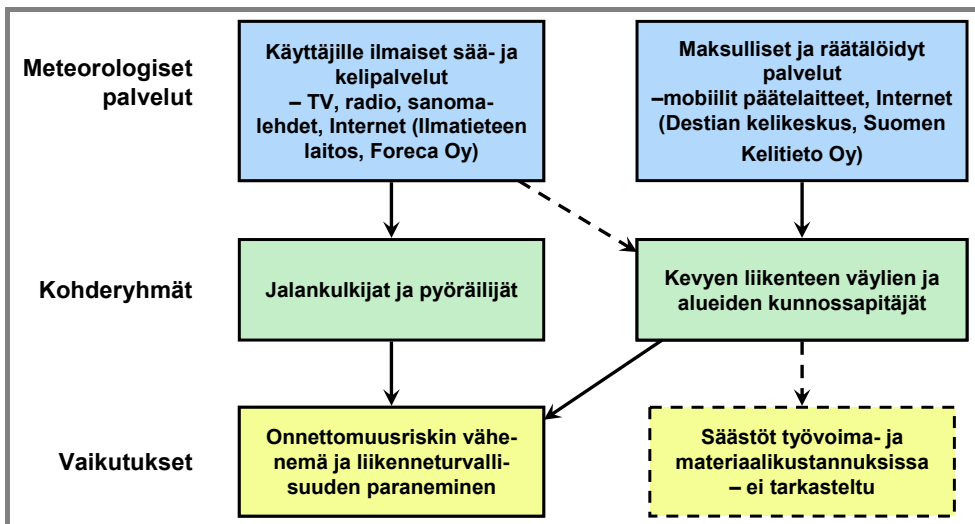 Meteorologiset
palvelut
Käyttäjille ilmaiset sää- ja
kelipalvelut
– TV, radio, sanoma-
lehdet, Internet (Ilmatieteen
laitos, Foreca Oy)
Maksulliset ja räätälöidyt
palvelut
–mobiilit päätelaitteet, Internet
(Destian kelikeskus, Suomen
Kelitieto Oy)
Kohderyhmät
Jalankulkijat ja pyöräilijät
Kevyen liikenteen väylien ja
alueiden kunnossapitäjät
Vaikutukset
Onnettomuusriskin vähe-
nemä ja liikenneturvalli-
suuden paraneminen
Säästöt työvoima- ja
materiaalikustannuksissa
– ei tarkasteltu